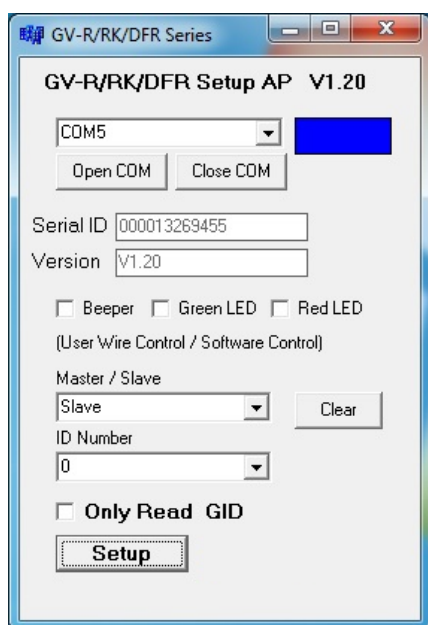 GV-R/RK/DFR Series
GV-R/RK/DFR Setup AP V1.20
COM5
Open COM Close COM
Serial ID 000013269455
Version V1.20
Beeper Green LED Red LED
(User Wire Control / Software Control)
Master / Slave
Slave Clear
ID Number
0
Only Read GID
Setup